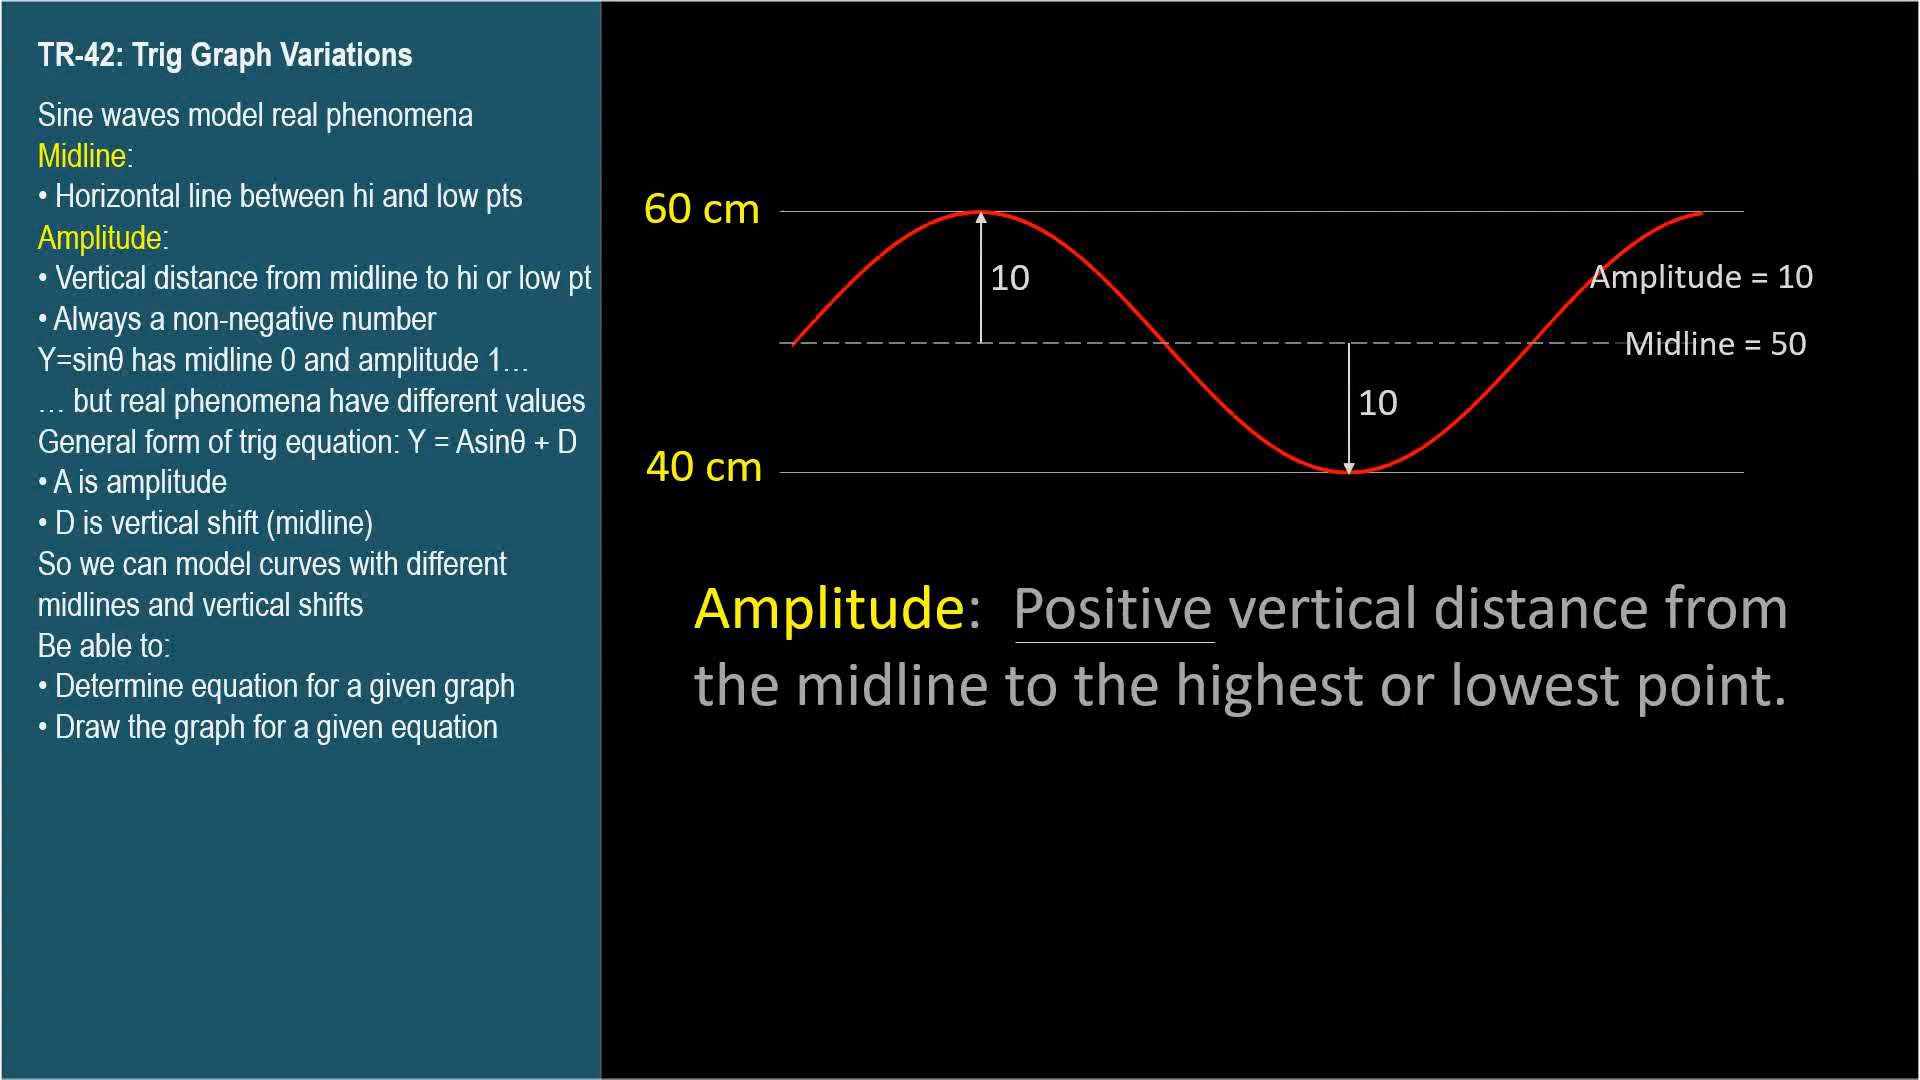 TR-42: Trig Graph Variations
Sine waves model real phenomena
Midline:
• Horizontal line between hi and low pts
Amplitude:
• Vertical distance from midline to hi or low pt
• Always a non-negative number
Y=sinθ has midline 0 and amplitude 1…
… but real phenomena have different values
General form of trig equation: Y = Asinθ + D
• A is amplitude
• D is vertical shift (midline)
So we can model curves with different
midlines and vertical shifts
Be able to:
• Determine equation for a given graph
• Draw the graph for a given equation
60 cm
10
Amplitude = 10
Midline = 50
10
40 cm
Amplitude: Positive vertical distance from
the midline to the highest or lowest point.